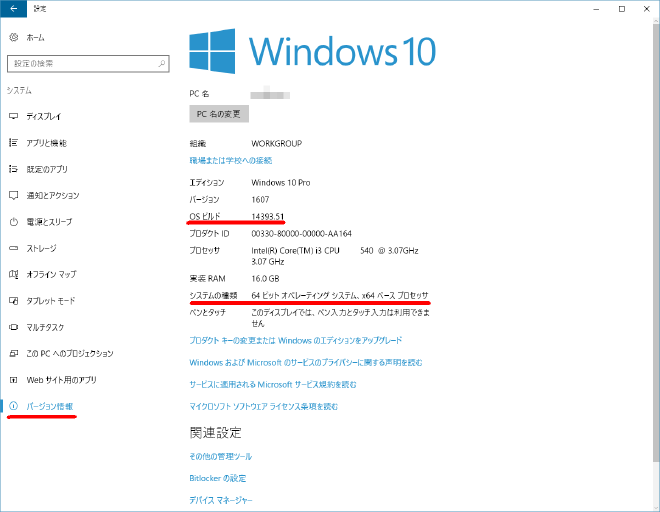 設定
ホーム
設定の検索
システム
ディスプレイ
アプリと機能
既定のアプリ
通知とアクション
電源とスリープ
ストレージ
オフライン マップ
タブレット モード
マルチタスク
この PC へのプロジェクション
Web サイト用のアプリ
バージョン情報
Windows 10
PC 名
PC 名の変更
組織 WORKGROUP
職場または学校への接続
エディション Windows 10 Pro
バージョン 1607
OS ビルド 14393.51
プロダクト ID 00330-80000-00000-AA164
プロセッサ Intel(R) Core(TM) i3 CPU 540 @ 3.07GHz
3.07 GHz
実装 RAM 16.0 GB
システムの種類 64 ビット オペレーティング システム、x64 ベース プロセッサ
ペンとタッチ このディスプレイでは、ペン入力とタッチ入力は利用できま
せん
プロダクト キーの変更または Windows のエディションをアップグレード
Windows および Microsoft のサービスのプライバシーに関する声明を読む
サービスに適用される Microsoft サービス規約を読む
マイクロソフト ソフトウェア ライセンス条項を読む
関連設定
その他の管理ツール
Bitlocker の設定
デバイス マネージャー